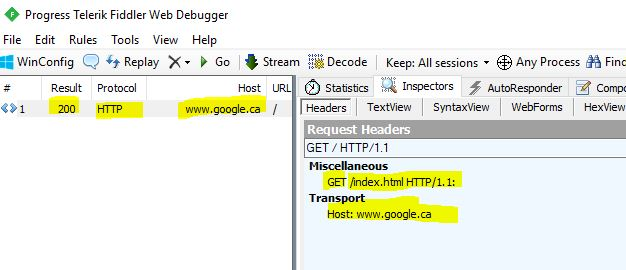 Progress Telerik Fiddler Web Debugger
File Edit Rules Tools View Help
WinConfig Replay Go Stream Decode Keep: All sessions Any Process Find
# Result Protocol Host URL
1 200 HTTP www.google.ca /
Statistics Inspectors AutoResponder
Headers TextView SyntaxView WebForms HexView
Request Headers
GET / HTTP/1.1
Miscellaneous
GET /index.html HTTP/1.1:
Transport
Host: www.google.ca